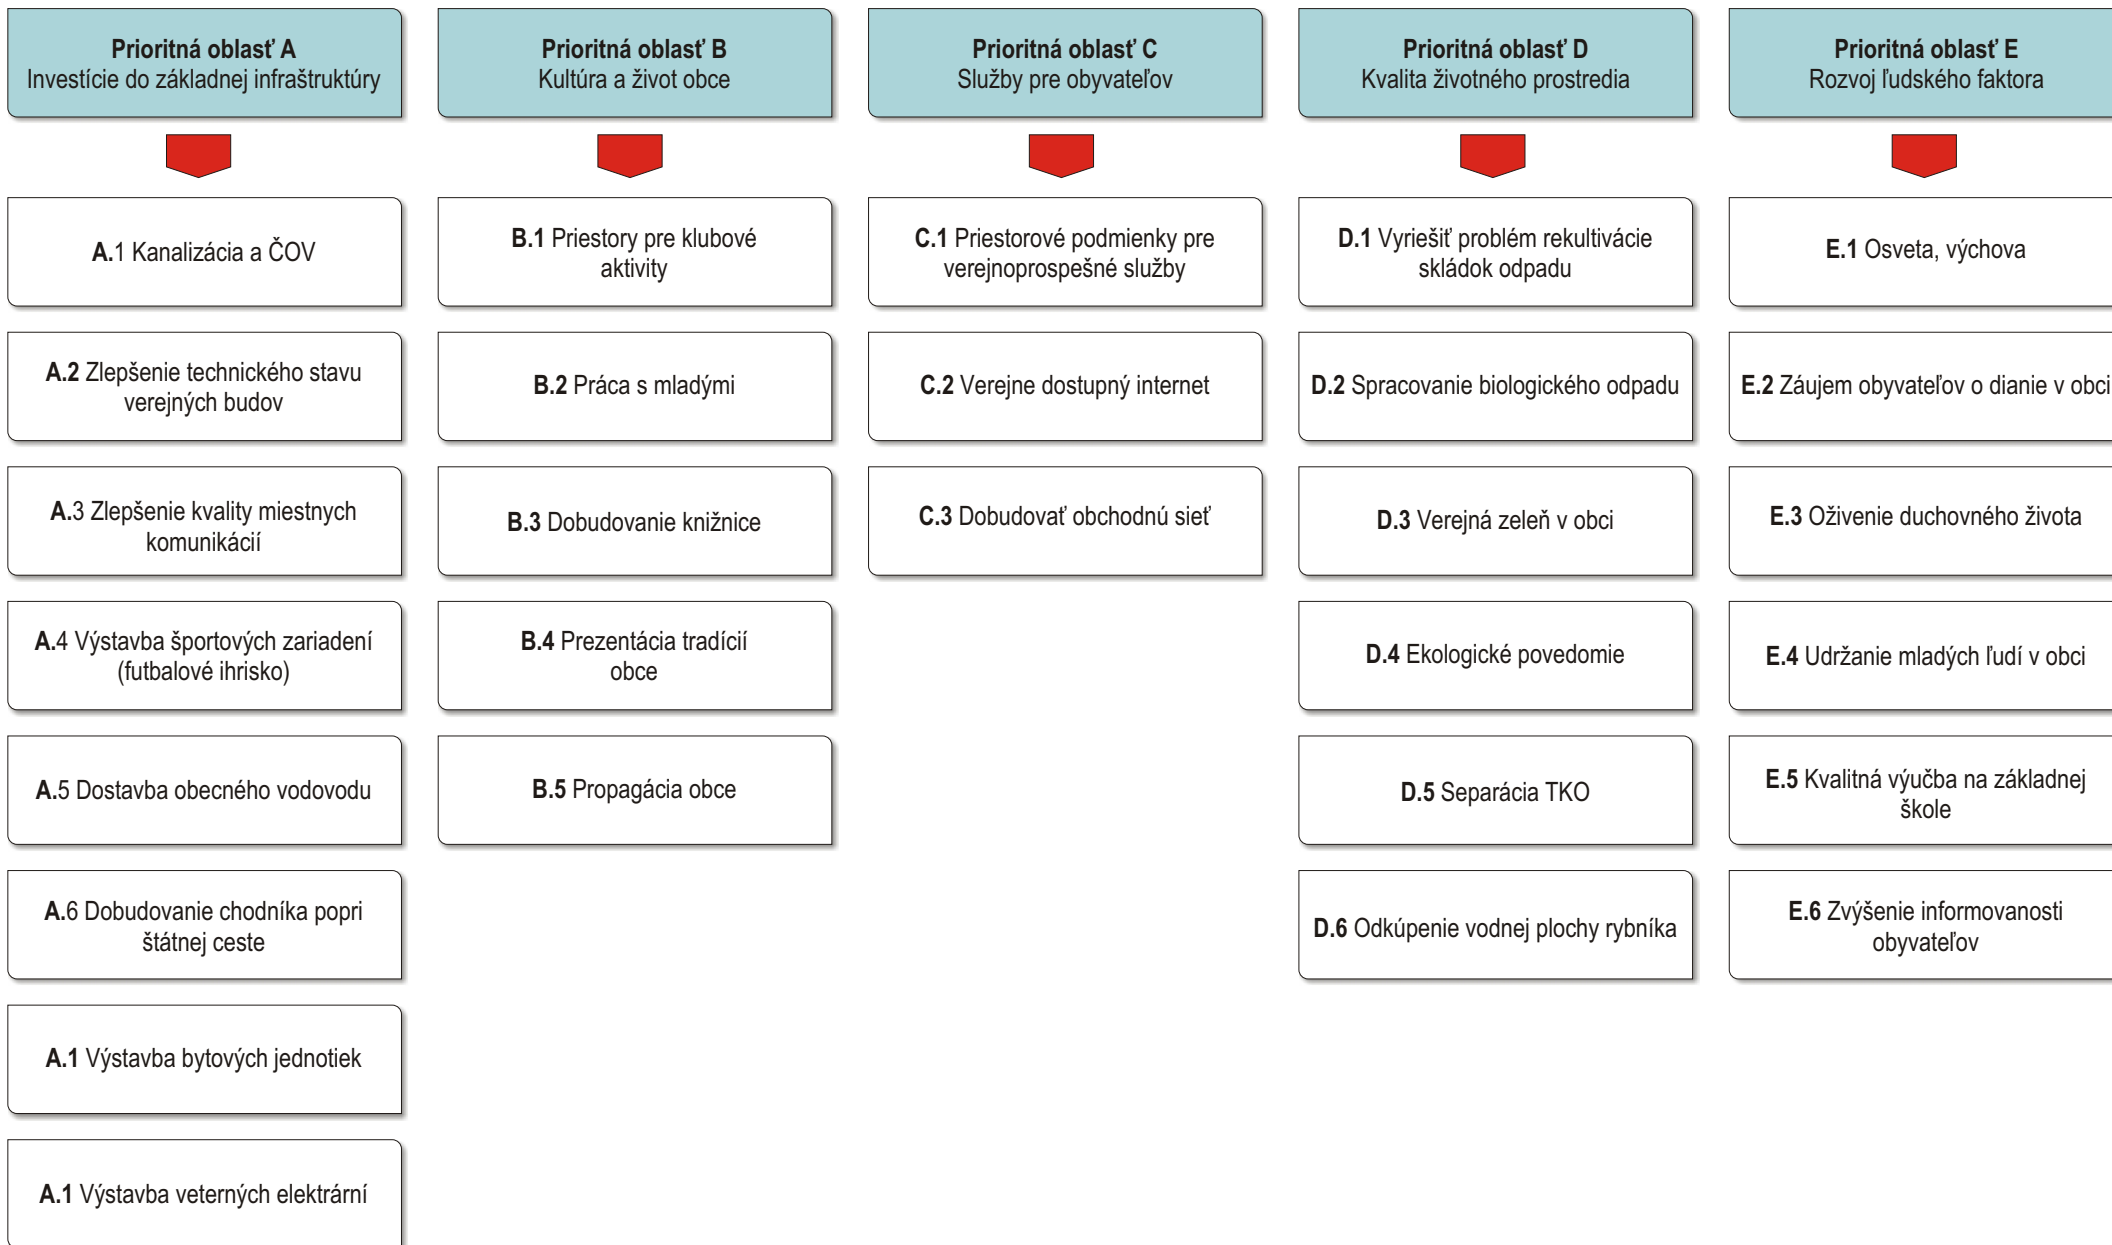 Prioritná oblasť A
Investície do základnej infraštruktúry
A.1 Kanalizácia a ČOV
A.2 Zlepšenie technického stavu
verejných budov
A.3 Zlepšenie kvality miestnych
komunikácií
A.4 Výstavba športových zariadení
(futbalové ihrisko)
A.5 Dostavba obecného vodovodu
A.6 Dobudovanie chodníka popri
štátnej ceste
A.1 Výstavba bytových jednotiek
A.1 Výstavba veterných elektrární
Prioritná oblasť B
Kultúra a život obce
B.1 Priestory pre klubové
aktivity
B.2 Práca s mladými
B.3 Dobudovanie knižnice
B.4 Prezentácia tradícií
obce
B.5 Propagácia obce
Prioritná oblasť C
Služby pre obyvateľov
C.1 Priestorové podmienky pre
verejnoprospešné služby
C.2 Verejne dostupný internet
C.3 Dobudovať obchodnú sieť
Prioritná oblasť D
Kvalita životného prostredia
D.1 Vyriešiť problém rekultivácie
skládok odpadu
D.2 Spracovanie biologického odpadu
D.3 Verejná zeleň v obci
D.4 Ekologické povedomie
D.5 Separácia TKO
D.6 Odkúpenie vodnej plochy rybníka
Prioritná oblasť E
Rozvoj ľudského faktora
E.1 Osveta, výchova
E.2 Záujem obyvateľov o dianie v obci
E.3 Oživenie duchovného života
E.4 Udržanie mladých ľudí v obci
E.5 Kvalitná výučba na základnej
škole
E.6 Zvýšenie informovanosti
obyvateľov